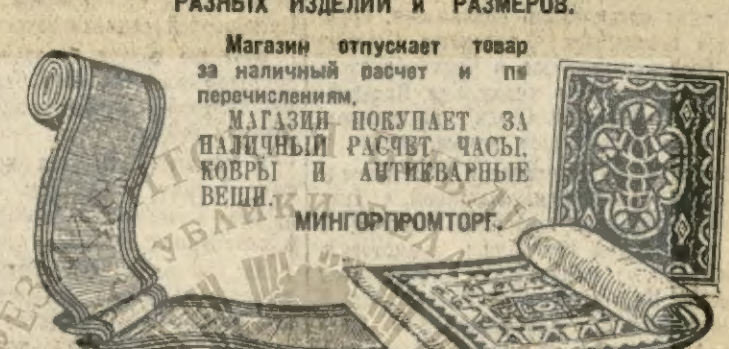 РАЗНЫХ ИЗДЕЛИЙ и РАЗМЕРОВ.
Магазин отпускает товар
за наличный расчет и по
перечислениям,
МАГАЗИН ПОКУПАЕТ ЗА
НАЛИЧНЫЙ РАСЧЕТ, ЧАСЫ,
КОВРЫ И АНТИКВАРНЫЕ
ВЕЩИ.
МИНГОРПРОМТОРГ.